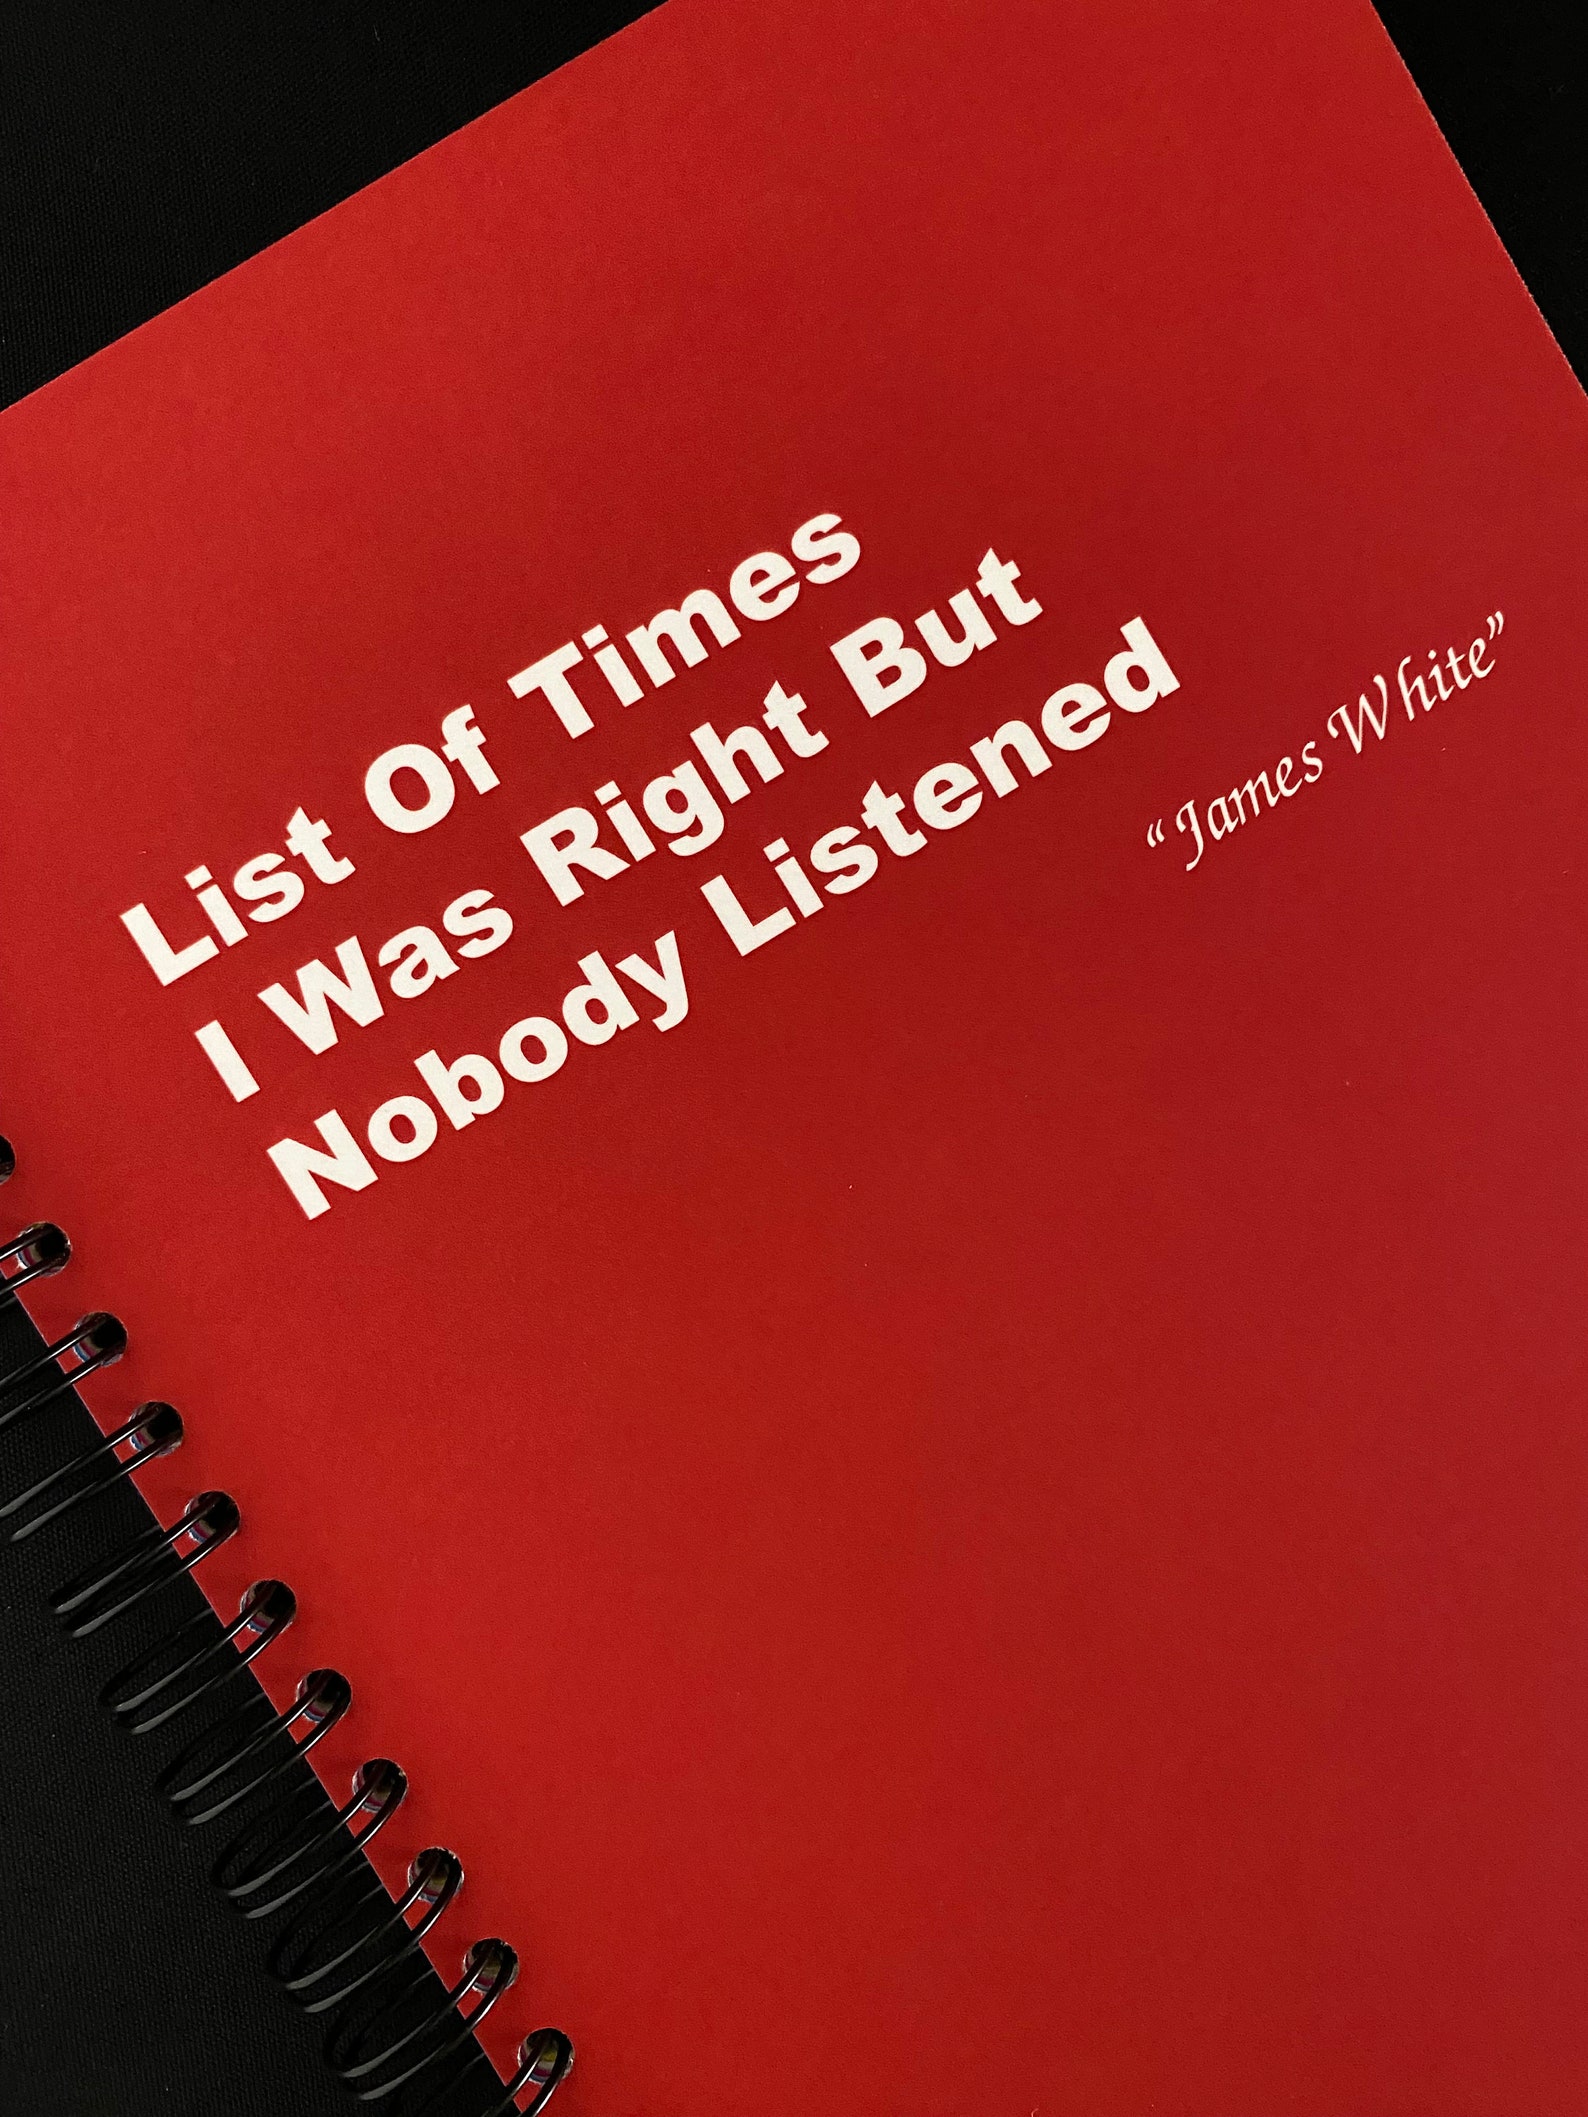 List Of Times
I Was Right But
Nobody Listened
“James White”